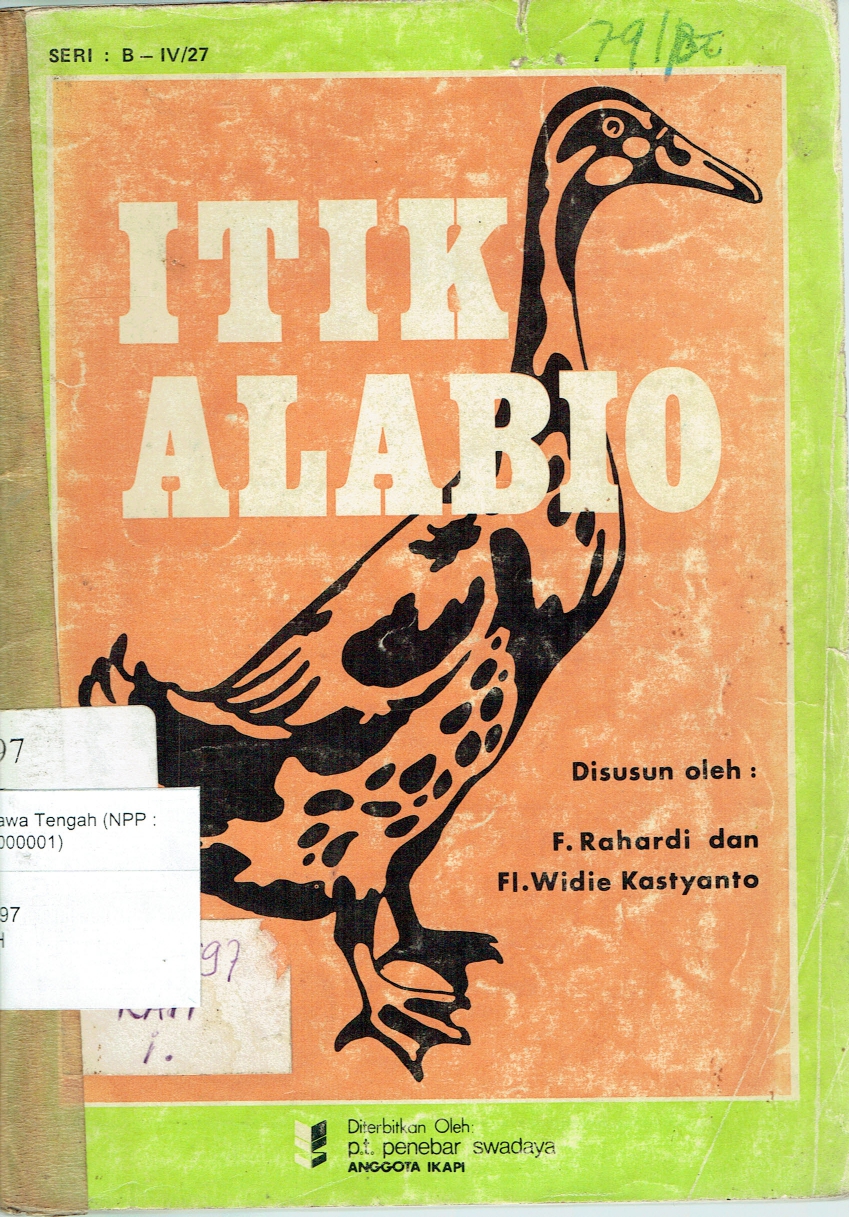 SERI : B – IV/27
79/
ITIK
ALABIO
Disusun oleh :
F. Rahardi dan
Fl. Widie Kastyanto
97
awa Tengah (NPP :
000001)
97
H
97
i.
Diterbitkan Oleh:
p.t. penebar swadaya
ANGGOTA IKAPI